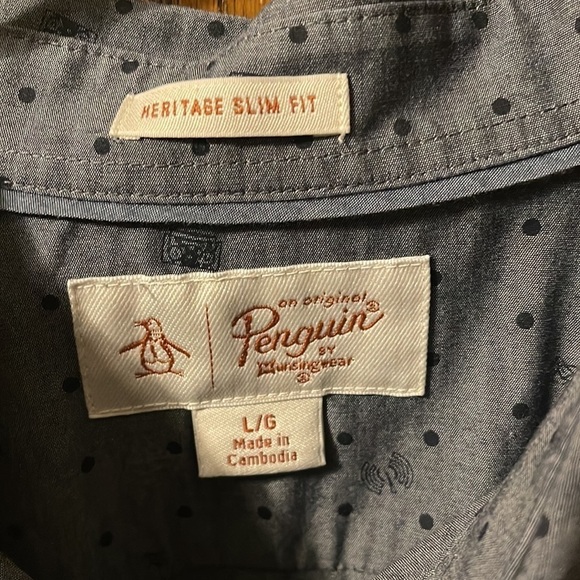 HERITAGE SLIM FIT
an original
Penguin®
BY
Munsingwear
®
L/G
Made in
Cambodia